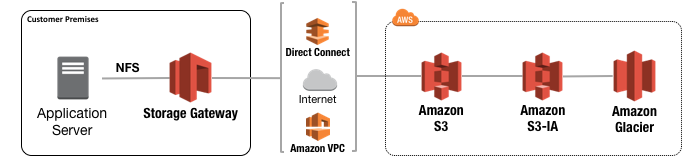 Customer Premises
NFS
Application
Server
Storage Gateway
Direct Connect
Internet
Amazon VPC
AWS
Amazon
S3
Amazon
S3-IA
Amazon
Glacier